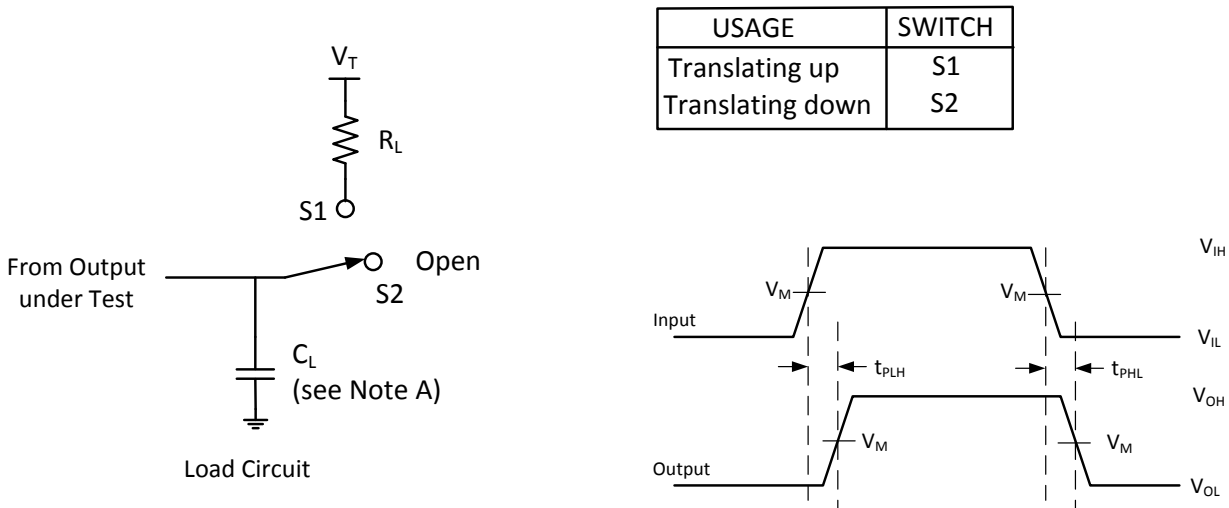 V_T
R_L
S1
From Output
under Test
Open
S2
C_L
(see Note A)
Load Circuit
USAGE SWITCH
Translating up S1
Translating down S2
V_IH
V_M V_M
Input
V_IL
t_PLH t_PHL
V_OH
V_M V_M
Output
V_OL